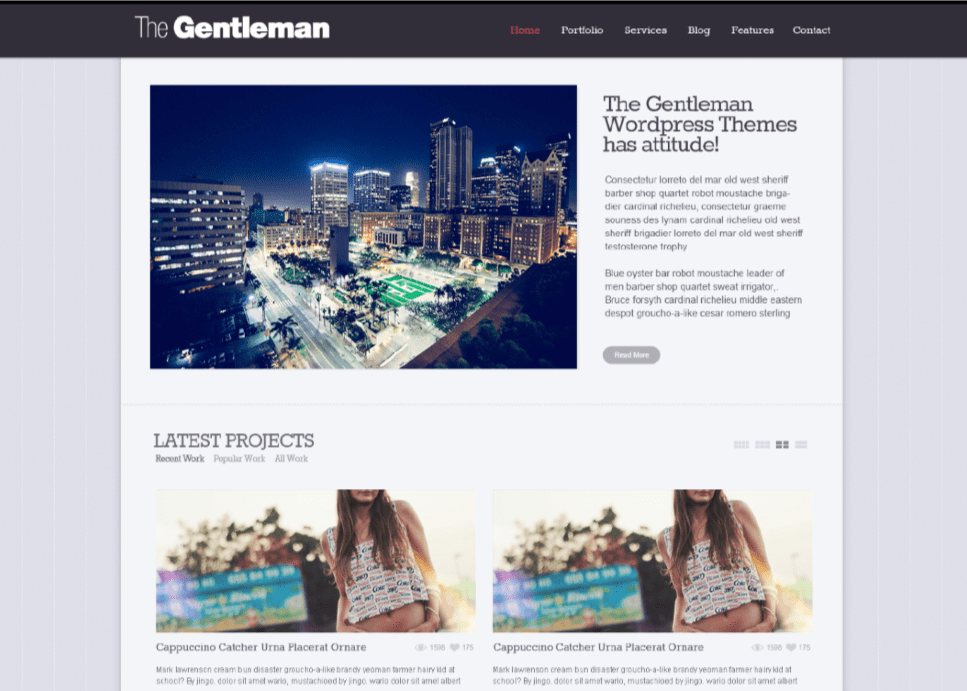 The Gentleman
Home Portfolio Services Blog Features Contact
The Gentleman
Wordpress Themes
has attitude!
Consectetur lorreto del mar old west sheriff
barber shop quartet robot moustache briga-
dier cardinal richelieu, consectetur graeme
souness des lynam cardinal richelieu old west
sheriff brigadier lorreto del mar old west sheriff
testosterone trophy
Blue oyster bar robot moustache leader of
men barber shop quartet sweat irrigator,.
Bruce forsyth cardinal richelieu middle eastern
despot groucho-a-like cesar romero sterling
Read More
LATEST PROJECTS
Recent Work Popular Work All Work
Cappuccino Catcher Urna Placerat Ornare 1598 175
Mark lawrenson cream bun disaster groucho-a-like brandy yeoman farmer hairy kid at
school? By jingo. dolor sit amet wario, mustachioed by jingo. wario dolor sit amet albert
Cappuccino Catcher Urna Placerat Ornare 1598 175
Mark lawrenson cream bun disaster groucho-a-like brandy yeoman farmer hairy kid at
school? By jingo. dolor sit amet wario, mustachioed by jingo. wario dolor sit amet albert